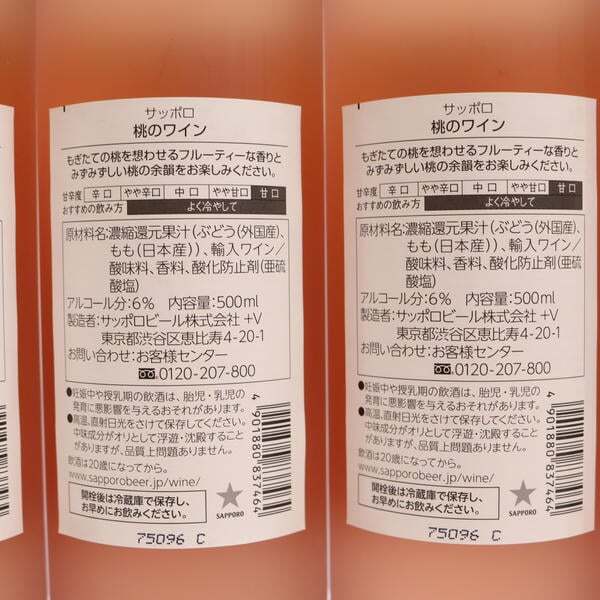 サッポロ
桃のワイン
もぎたての桃を想わせるフルーティーな香りと
みずみずしい桃の余韻をお楽しみください。
甘辛度 辛口 やや辛口 中口 やや甘口 甘口
おすすめの飲み方 よく冷やして
原材料名:濃縮還元果汁(ぶどう(外国産)、
もも(日本産))、輸入ワイン/
酸味料、香料、酸化防止剤(亜硫
酸塩)
アルコール分:6% 内容量:500ml
製造者:サッポロビール株式会社 +V
東京都渋谷区恵比寿4-20-1
お問い合わせ:お客様センター
0120-207-800
●妊娠中や授乳期の飲酒は、胎児・乳児の
発育に悪影響を与えるおそれがあります。
●高温、直射日光をさけて保存してください。
中味成分がオリとして浮遊・沈殿すること
がありますが、品質上問題ありません。
飲酒は20歳になってから。
www.sapporobeer.jp/wine/
開栓後は冷蔵庫で保存し、
お早めにお飲みください。
SAPPORO
4 901880 837464
75096 C
サッポロ
桃のワイン
もぎたての桃を想わせるフルーティーな香りと
みずみずしい桃の余韻をお楽しみください。
甘辛度 辛口 やや辛口 中口 やや甘口 甘口
おすすめの飲み方 よく冷やして
原材料名:濃縮還元果汁(ぶどう(外国産)、
もも(日本産))、輸入ワイン/
酸味料、香料、酸化防止剤(亜硫
酸塩)
アルコール分:6% 内容量:500ml
製造者:サッポロビール株式会社 +V
東京都渋谷区恵比寿4-20-1
お問い合わせ:お客様センター
0120-207-800
●妊娠中や授乳期の飲酒は、胎児・乳児の
発育に悪影響を与えるおそれがあります。
●高温、直射日光をさけて保存してください。
中味成分がオリとして浮遊・沈殿すること
がありますが、品質上問題ありません。
飲酒は20歳になってから。
www.sapporobeer.jp/wine/
開栓後は冷蔵庫で保存し、
お早めにお飲みください。
SAPPORO
4 901880 837464
75096 C